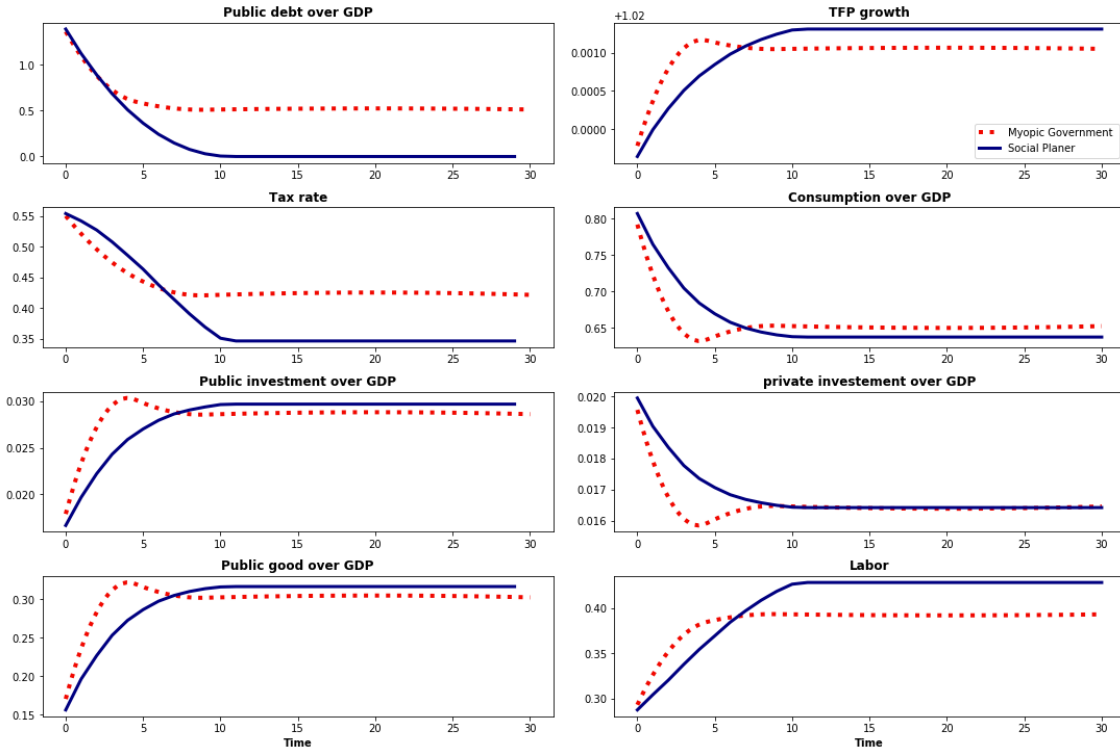 Public debt over GDP
1.0
0.5
0.0
0 5 10 15 20 25 30
TFP growth
+1.02
0.0010
0.0005
0.0000
Myopic Government
Social Planer
0 5 10 15 20 25 30
Tax rate
0.55
0.50
0.45
0.40
0.35
0 5 10 15 20 25 30
Consumption over GDP
0.80
0.75
0.70
0.65
0 5 10 15 20 25 30
Public investment over GDP
0.030
0.025
0.020
0 5 10 15 20 25 30
private investement over GDP
0.020
0.019
0.018
0.017
0.016
0 5 10 15 20 25 30
Public good over GDP
0.30
0.25
0.20
0.15
0 5 10 15 20 25 30
Time
Labor
0.40
0.35
0.30
0 5 10 15 20 25 30
Time